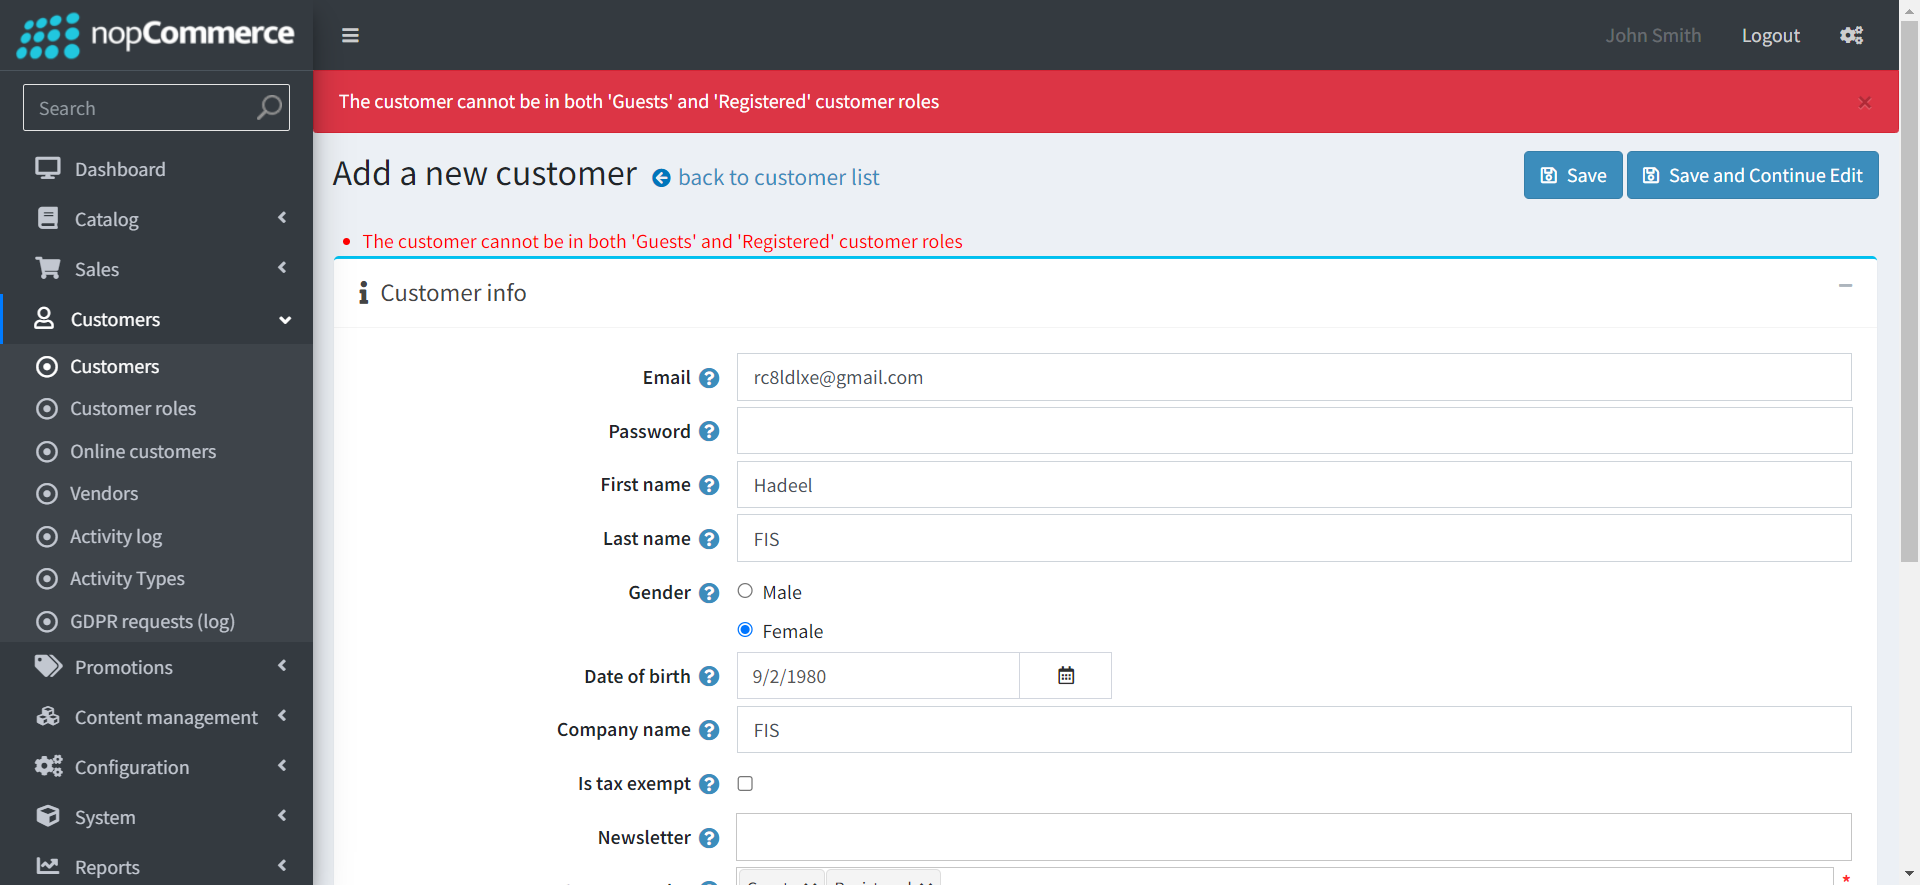 nopCommerce
John Smith
Logout
Search
The customer cannot be in both 'Guests' and 'Registered' customer roles
×
Add a new customer
back to customer list
Save
Save and Continue Edit
Dashboard
Catalog
Sales
Customers
Customers
Customer roles
Online customers
Vendors
Activity log
Activity Types
GDPR requests (log)
Promotions
Content management
Configuration
System
Reports
The customer cannot be in both 'Guests' and 'Registered' customer roles
Customer info
Email ? rc8ldlxe@gmail.com
Password ?
First name ? Hadeel
Last name ? FIS
Gender ? Male
Female
Date of birth ? 9/2/1980
Company name ? FIS
Is tax exempt ?
Newsletter ?
*